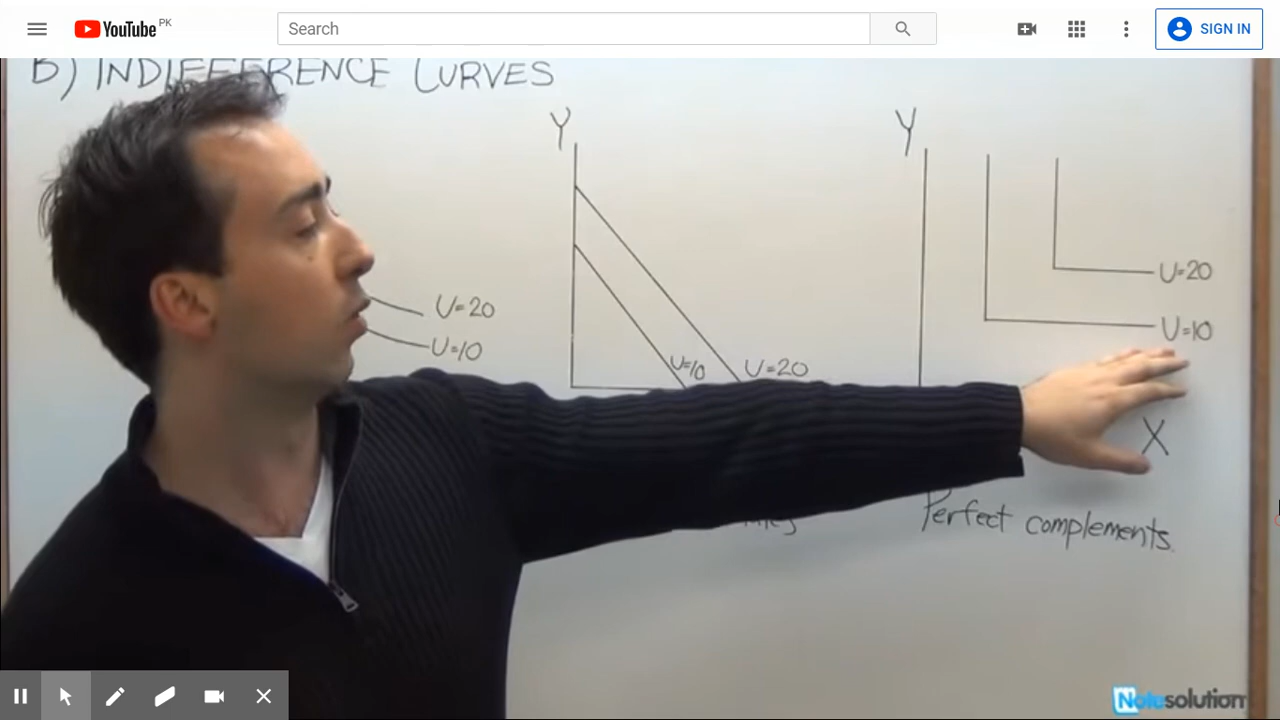 YouTube PK
Search
SIGN IN
B) INDIFFERENCE CURVES
Y
Y
U=20
U=10
U=10
U=20
U=20
U=10
X
Perfect complements
Notesolution